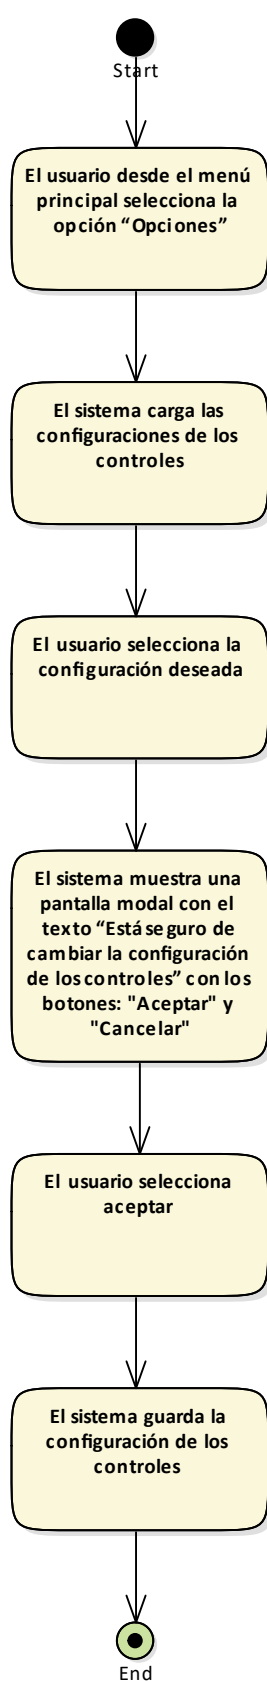 Start
El usuario desde el menú
principal selecciona la
opción “Opciones”
El sistema carga las
configuraciones de los
controles
El usuario selecciona la
configuración deseada
El sistema muestra una
pantalla modal con el
texto “Está seguro de
cambiar la configuración
de los controles” con los
botones: "Aceptar" y
"Cancelar"
El usuario selecciona
aceptar
El sistema guarda la
configuración de los
controles
End